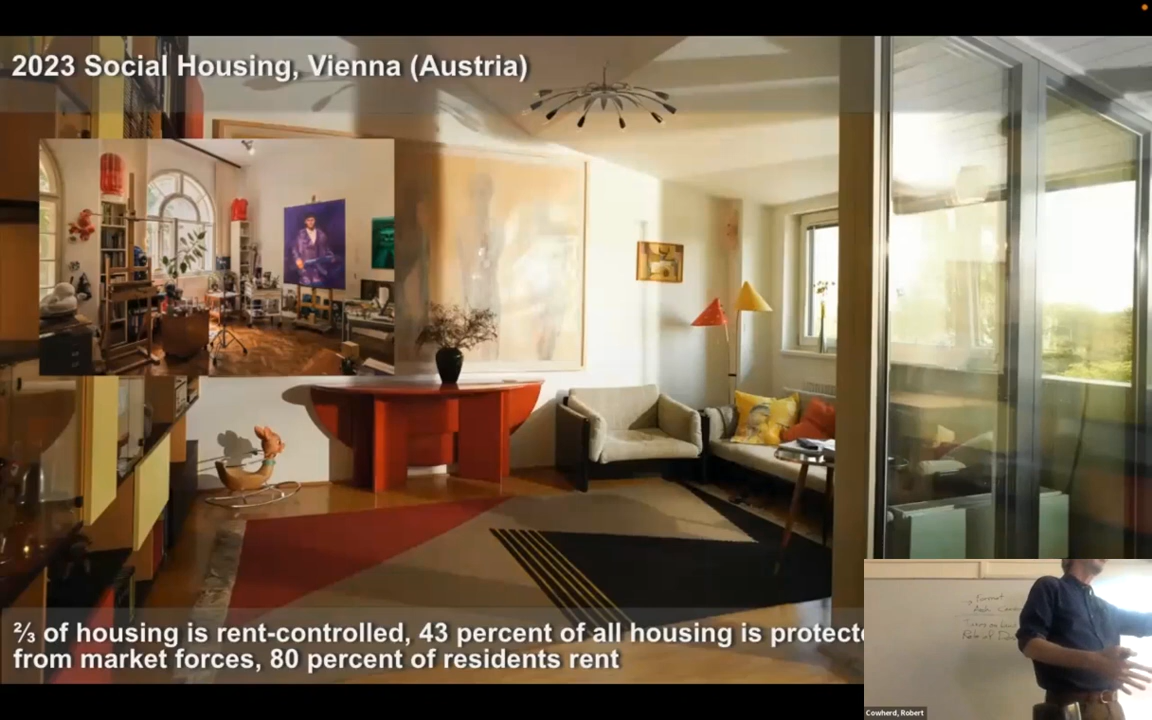 2023 Social Housing, Vienna (Austria)
⅔ of housing is rent-controlled, 43 percent of all housing is protecte
from market forces, 80 percent of residents rent
Cowherd, Robert